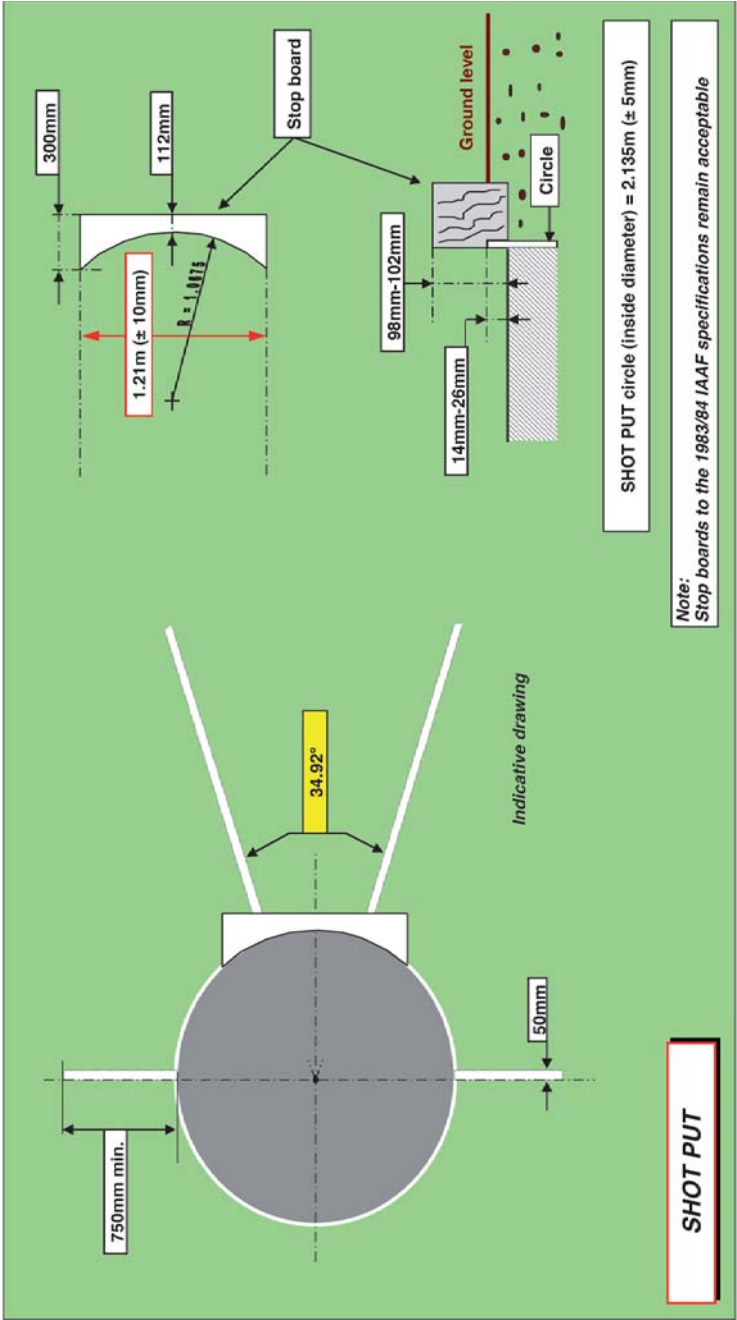 SHOT PUT
750mm min.
50mm
34.92º
Indicative drawing
1.21m (± 10mm)
300mm
112mm
R = 1.0675
Stop board
98mm-102mm
14mm-26mm
Ground level
Circle
SHOT PUT circle (inside diameter) = 2.135m (± 5mm)
Note:
Stop boards to the 1983/84 IAAF specifications remain acceptable